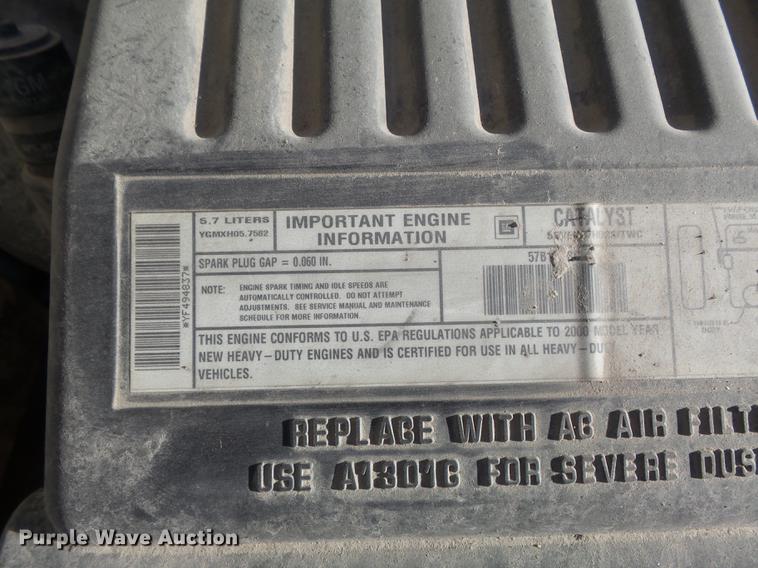 GM
*YF494837*
5.7 LITERS
YGMXH05.7582
IMPORTANT ENGINE
INFORMATION
GM
CATALYST
SPARK PLUG GAP = 0.060 IN.
NOTE: ENGINE SPARK TIMING AND IDLE SPEEDS ARE
AUTOMATICALLY CONTROLLED. DO NOT ATTEMPT
ADJUSTMENTS. SEE SERVICE MANUAL AND MAINTENANCE
SCHEDULE FOR MORE INFORMATION.
THIS ENGINE CONFORMS TO U.S. EPA REGULATIONS APPLICABLE TO 2000 MODEL YEAR
NEW HEAVY-DUTY ENGINES AND IS CERTIFIED FOR USE IN ALL HEAVY-DUTY
VEHICLES.
REPLACE WITH AC AIR FILT
USE A1301C FOR SEVERE DUS
Purple Wave Auction